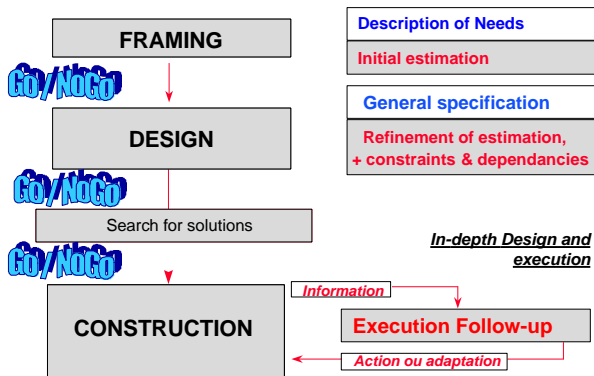 FRAMING
Description of Needs
Initial estimation
Go/NoGo
General specification
DESIGN
Refinement of estimation,
+ constraints & dependancies
Go/NoGo
Search for solutions
Go/NoGo
In-depth Design and
execution
Information
CONSTRUCTION
Execution Follow-up
Action ou adaptation